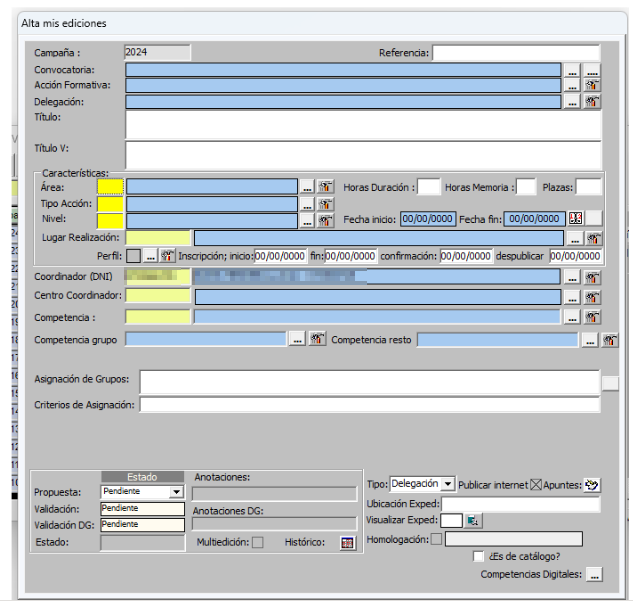 Alta mis ediciones
Campaña : 2024 Referencia:
Convocatoria: ... ....
Acción Formativa: ...
Delegación: ...
Título:
Título V:
Características:
Área: ... Horas Duración : Horas Memoria : Plazas:
Tipo Acción: ...
Nivel: ... Fecha inicio: 00/00/0000 Fecha fin: 00/00/0000
Lugar Realización: ...
Perfil: ... Inscripción; inicio: 00/00/0000 fin: 00/00/0000 confirmación: 00/00/0000 despublicar 00/00/0000
Coordinador (DNI) ...
Centro Coordinador: ...
Competencia : ...
Competencia grupo ... Competencia resto ...
Asignación de Grupos:
Criterios de Asignación:
Estado Anotaciones:
Propuesta: Pendiente
Validación: Pendiente Anotaciones DG:
Validación DG: Pendiente
Estado: Multiedición: Histórico:
Tipo: Delegación Publicar internet Apuntes:
Ubicación Exped:
Visualizar Exped:
Homologación:
¿Es de catálogo?
Competencias Digitales: ...